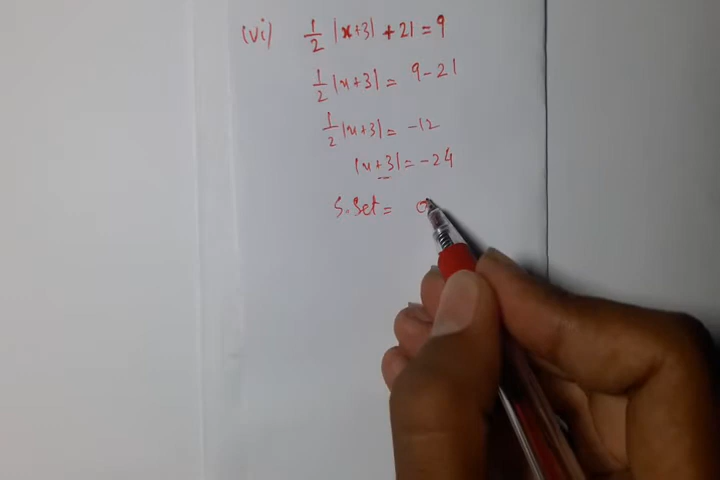 (vi) 1/2 |x+3| + 21 = 9
1/2 |x+3| = 9 - 21
1/2 |x+3| = -12
|x+3| = -24
S.Set =